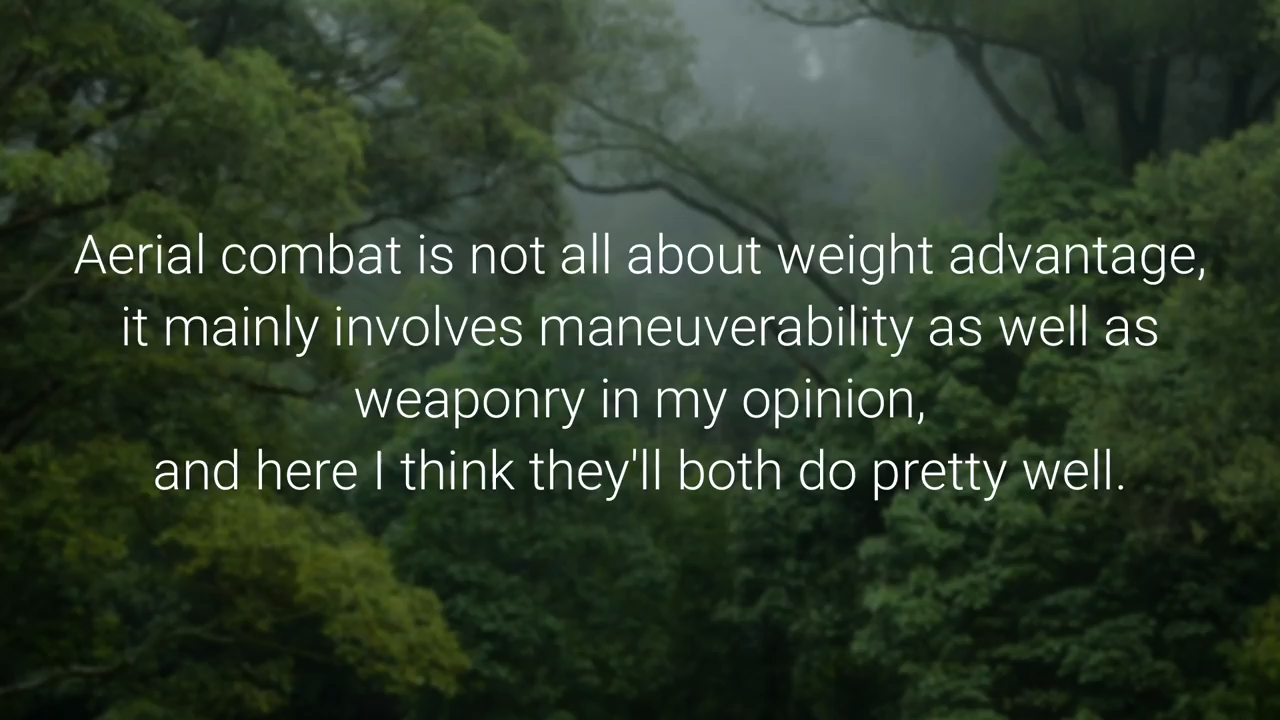 Aerial combat is not all about weight advantage,
it mainly involves maneuverability as well as
weaponry in my opinion,
and here I think they'll both do pretty well.